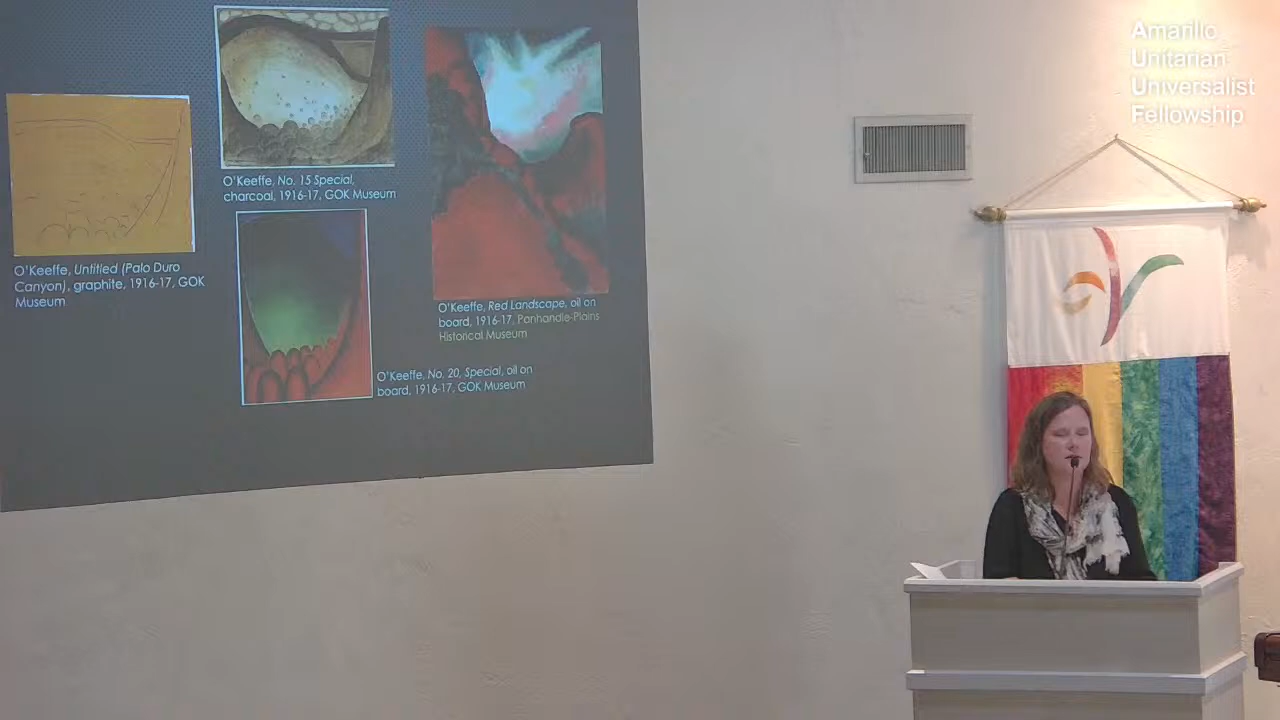 O'Keeffe, Untitled (Palo Duro
Canyon), graphite, 1916-17, GOK
Museum
O'Keeffe, No. 15 Special,
charcoal, 1916-17, GOK Museum
O'Keeffe, No. 20, Special, oil on
board, 1916-17, GOK Museum
O'Keeffe, Red Landscape, oil on
board, 1916-17, Panhandle-Plains
Historical Museum
Amarillo
Unitarian
Universalist
Fellowship